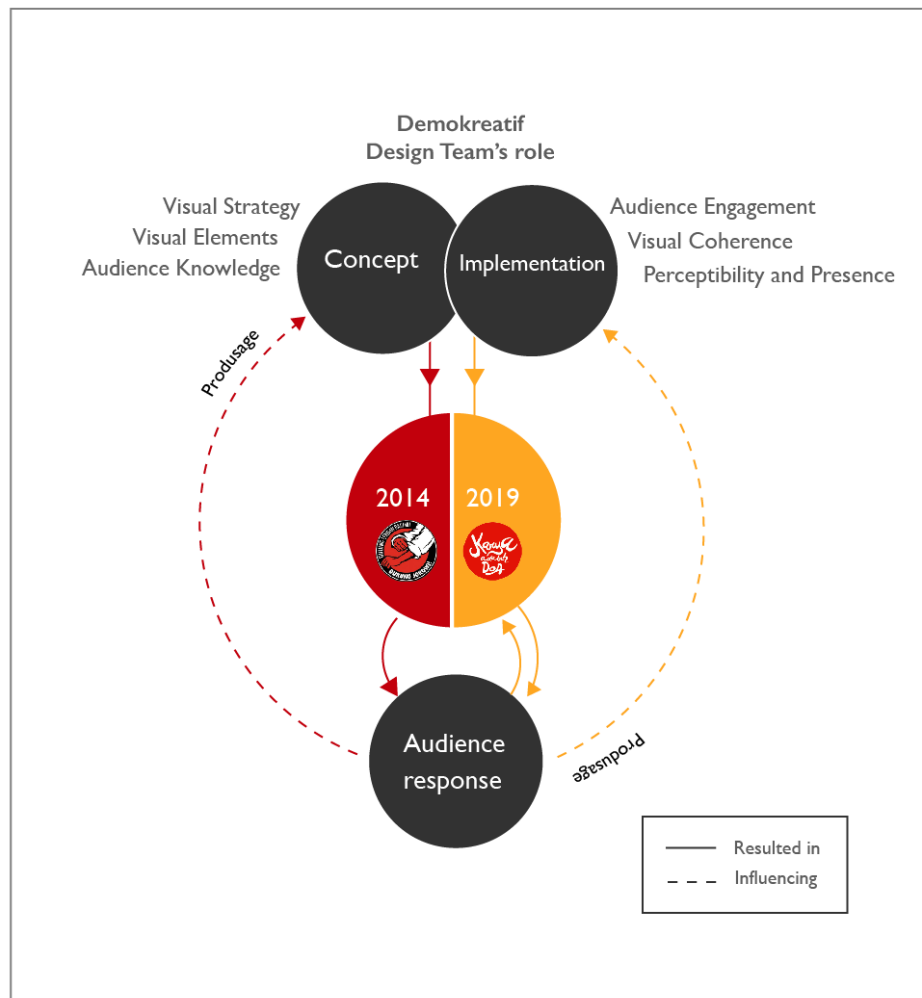 Demokreatif
Design Team's role
Visual Strategy
Visual Elements
Audience Knowledge
Concept
Implementation
Audience Engagement
Visual Coherence
Perceptibility and Presence
Produsage
2014
2019
Audience
response
Produsage
Resulted in
Influencing